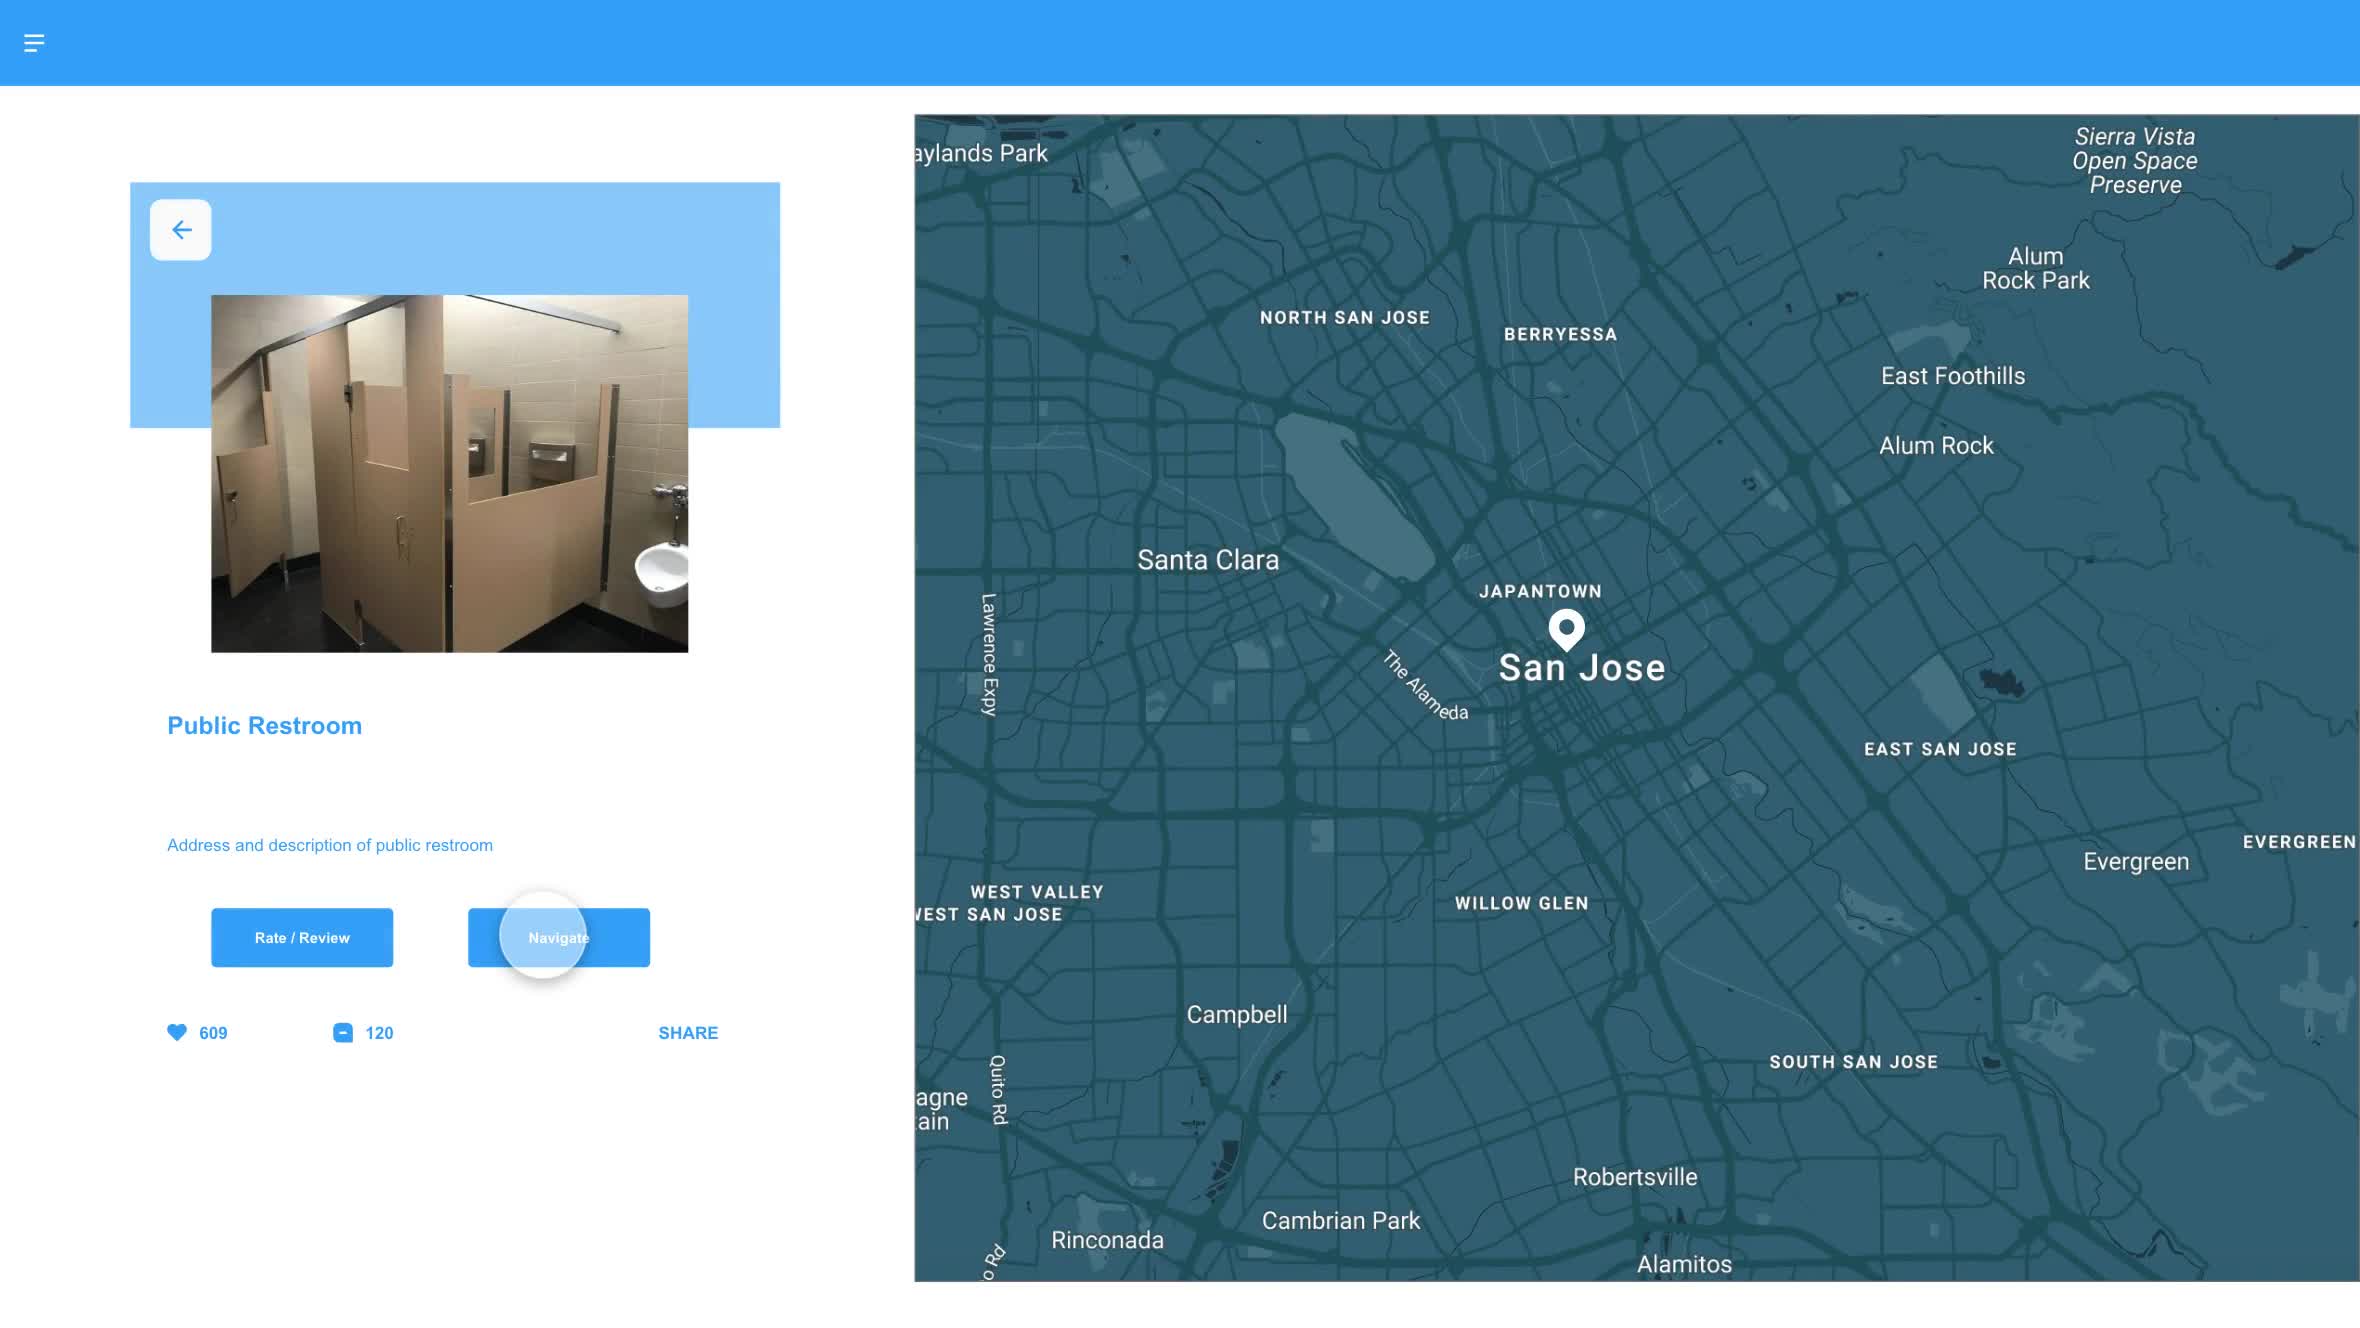 Public Restroom
Address and description of public restroom
Rate / Review
Navigate
609
120
SHARE
aylands Park
Sierra Vista
Open Space
Preserve
Alum
Rock Park
NORTH SAN JOSE
BERRYESSA
East Foothills
Alum Rock
Santa Clara
JAPANTOWN
Lawrence Expy
The Alameda
San Jose
EAST SAN JOSE
EVERGREEN
Evergreen
WEST VALLEY
WEST SAN JOSE
WILLOW GLEN
Campbell
Quito Rd
SOUTH SAN JOSE
agne
tain
Robertsville
Cambrian Park
Rinconada
o Rd
Alamitos